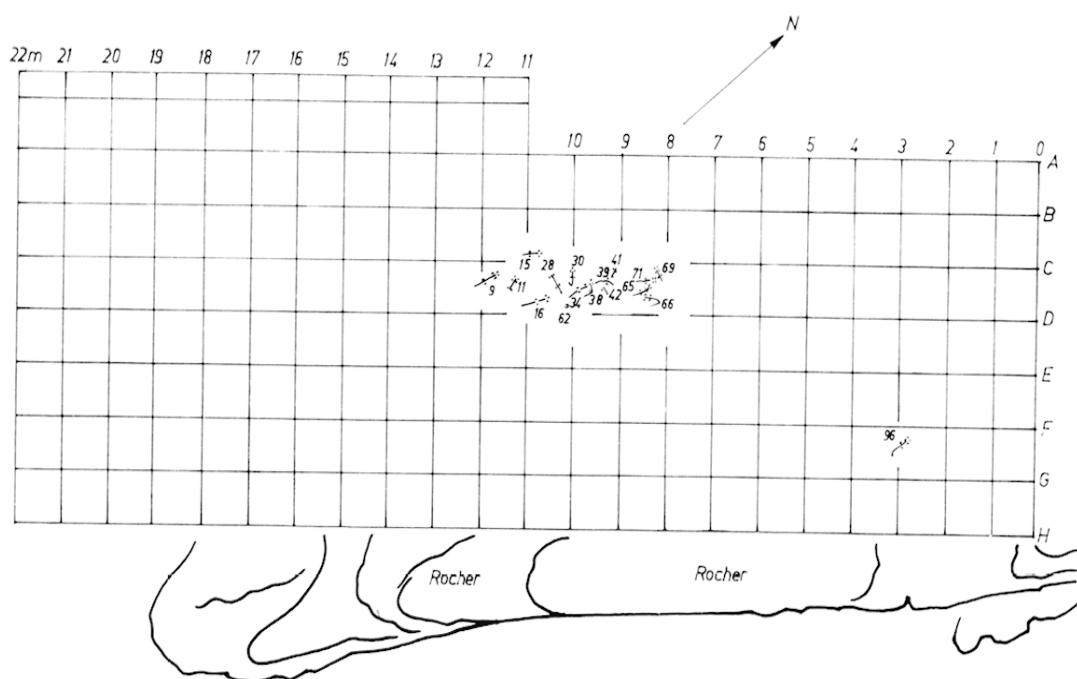 N
22m 21 20 19 18 17 16 15 14 13 12 11
10 9 8 7 6 5 4 3 2 1 0
A
B
C
D
E
F
G
H
15 28 30 39 41 71 69
9 11 16 34 38 42 65 66
62
96
Rocher Rocher